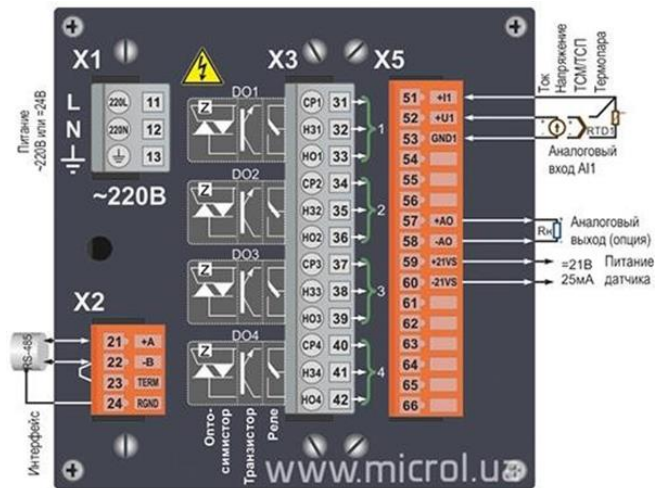 X1
X3
X5
L
N
220L 11
220N 12
13
Питание
~220В или =24В
~220В
X2
21 +A
22 -B
23 TERM
24 RGND
RS-485
Интерфейс
DO1
DO2
DO3
DO4
Z
Z
Z
Z
Опто-
симистор
Транзистор
Реле
CP1 31
H31 32
HO1 33
CP2 34
H32 35
HO2 36
CP3 37
H33 38
HO3 39
CP4 40
H34 41
HO4 42
1
2
3
4
51 +I1
52 +U1
53 GND1
54
55
56
57 +AO
58 -AO
59 +21VS
60 -21VS
61
62
63
64
65
66
Ток
Напряжение
ТСМ/ТСП
Термопара
RTD1
Аналоговый
вход AI1
Rн
Аналоговый
выход (опция)
=21В Питание
25мА датчика
www.microl.ua